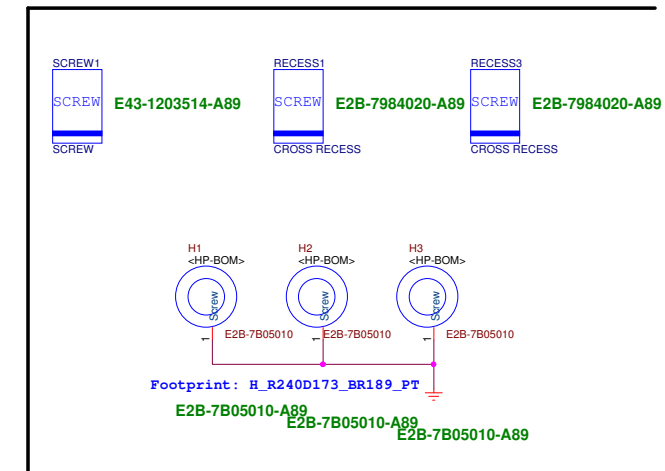 SCREW1
RECESS1
RECESS3
SCREW
E43-1203514-A89
SCREW
E2B-7984020-A89
SCREW
E2B-7984020-A89
SCREW
CROSS RECESS
CROSS RECESS
H1
<HP-BOM>
H2
<HP-BOM>
H3
<HP-BOM>
Screw
Screw
Screw
1
E2B-7B05010
1
E2B-7B05010
1
E2B-7B05010
Footprint: H_R240D173_BR189_PT
E2B-7B05010-A89
E2B-7B05010-A89
E2B-7B05010-A89